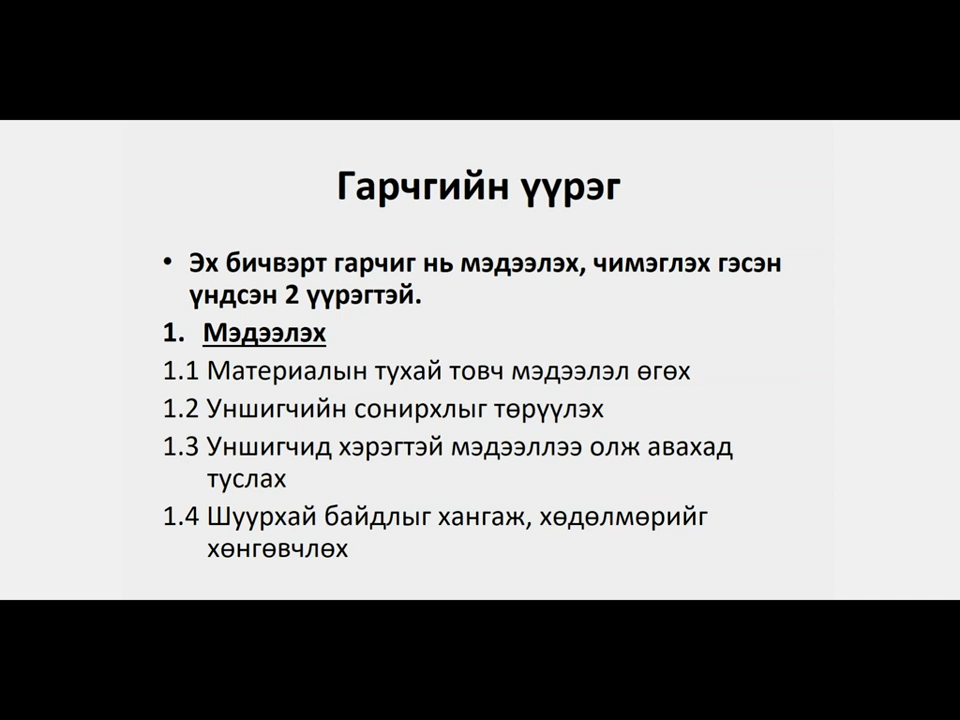 Гарчгийн үүрэг
• Эх бичвэрт гарчиг нь мэдээлэх, чимэглэх гэсэн
үндсэн 2 үүрэгтэй.
1. Мэдээлэх
1.1 Материалын тухай товч мэдээлэл өгөх
1.2 Уншигчийн сонирхлыг төрүүлэх
1.3 Уншигчид хэрэгтэй мэдээллээ олж авахад
туслах
1.4 Шуурхай байдлыг хангаж, хөдөлмөрийг
хөнгөвчлөх